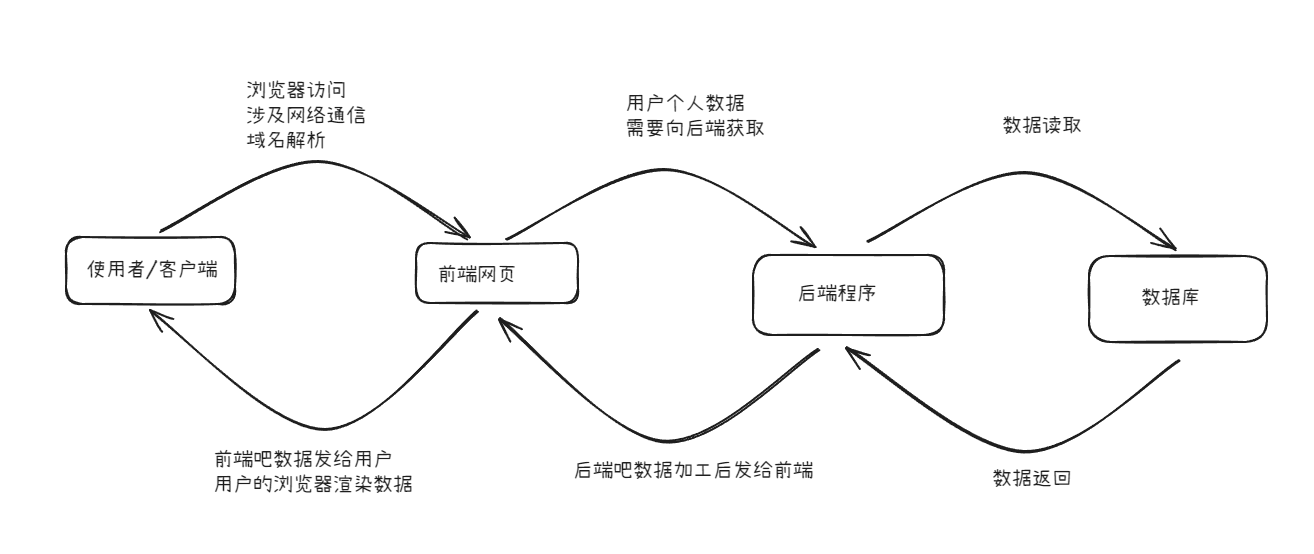 浏览器访问
涉及网络通信
域名解析
用户个人数据
需要向后端获取
数据读取
使用者/客户端
前端网页
后端程序
数据库
前端吧数据发给用户
用户的浏览器渲染数据
后端吧数据加工后发给前端
数据返回